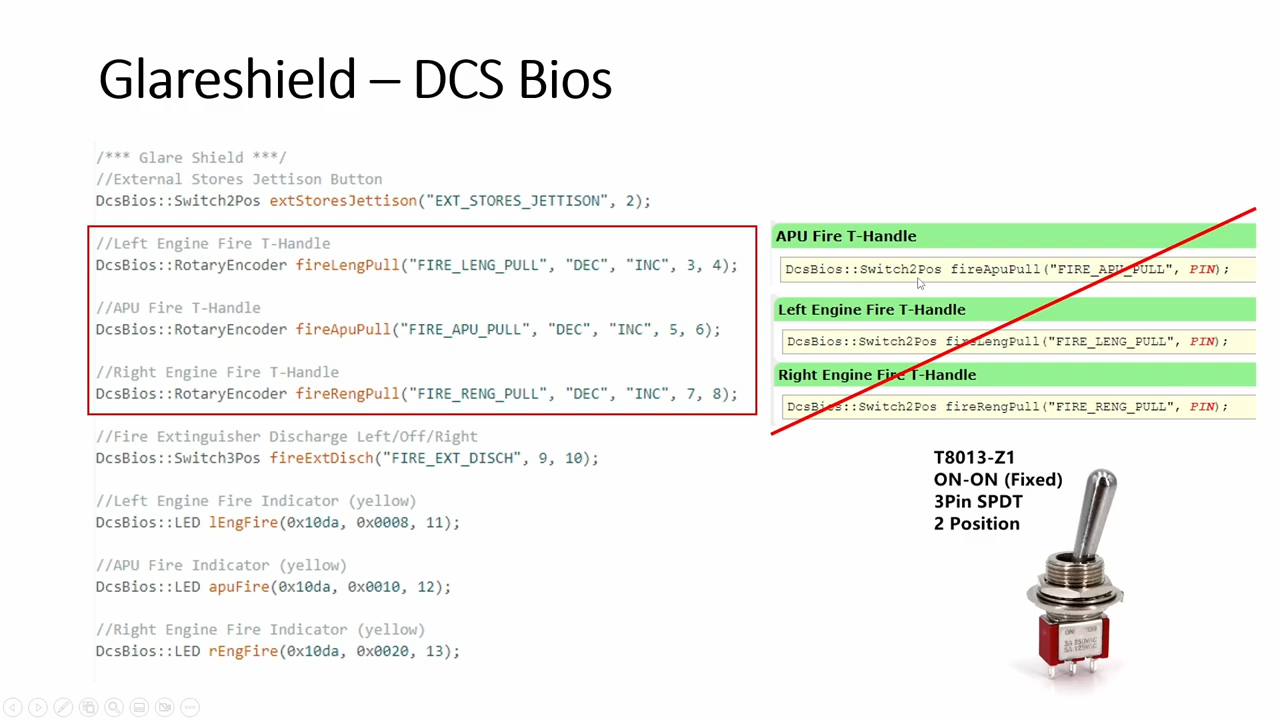 Glareshield – DCS Bios
/*** Glare Shield ***/
//External Stores Jettison Button
DcsBios::Switch2Pos extStoresJettison("EXT_STORES_JETTISON", 2);
//Left Engine Fire T-Handle
DcsBios::RotaryEncoder fireLengPull("FIRE_LENG_PULL", "DEC", "INC", 3, 4);
//APU Fire T-Handle
DcsBios::RotaryEncoder fireApuPull("FIRE_APU_PULL", "DEC", "INC", 5, 6);
//Right Engine Fire T-Handle
DcsBios::RotaryEncoder fireRengPull("FIRE_RENG_PULL", "DEC", "INC", 7, 8);
//Fire Extinguisher Discharge Left/Off/Right
DcsBios::Switch3Pos fireExtDisch("FIRE_EXT_DISCH", 9, 10);
//Left Engine Fire Indicator (yellow)
DcsBios::LED lEngFire(0x10da, 0x0008, 11);
//APU Fire Indicator (yellow)
DcsBios::LED apuFire(0x10da, 0x0010, 12);
//Right Engine Fire Indicator (yellow)
DcsBios::LED rEngFire(0x10da, 0x0020, 13);
APU Fire T-Handle
DcsBios::Switch2Pos fireApuPull("FIRE_APU_PULL", PIN);
Left Engine Fire T-Handle
DcsBios::Switch2Pos fireLengPull("FIRE_LENG_PULL", PIN);
Right Engine Fire T-Handle
DcsBios::Switch2Pos fireRengPull("FIRE_RENG_PULL", PIN);
T8013-Z1
ON-ON (Fixed)
3Pin SPDT
2 Position
3A 250VAC